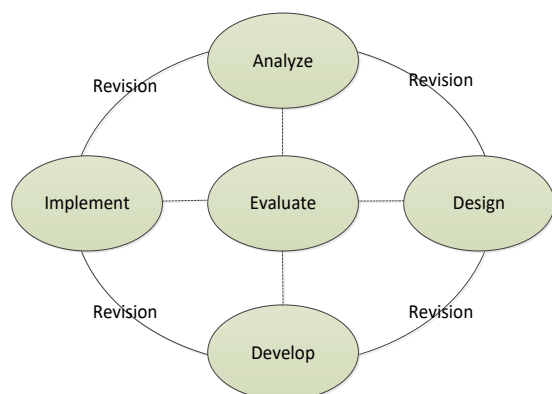 Analyze
Revision
Revision
Implement
Evaluate
Design
Revision
Revision
Develop